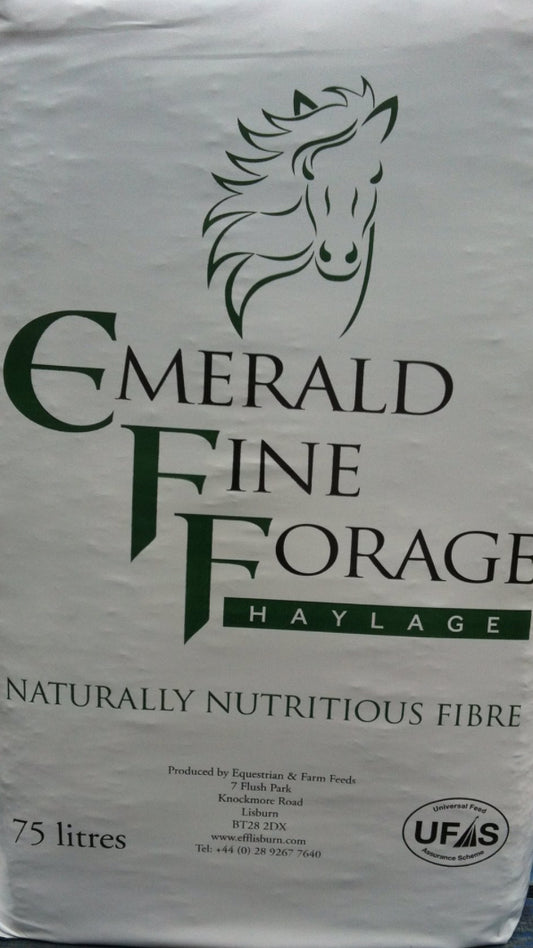 EMERALD
FINE
FORAGE
HAYLAGE
NATURALLY NUTRITIOUS FIBRE
Produced by Equestrian & Farm Feeds
7 Flush Park
Knockmore Road
Lisburn
BT28 2DX
www.efflisburn.com
Tel: +44 (0) 28 9267 7640
75 litres
Universal Feed
UFAS
Assurance Scheme